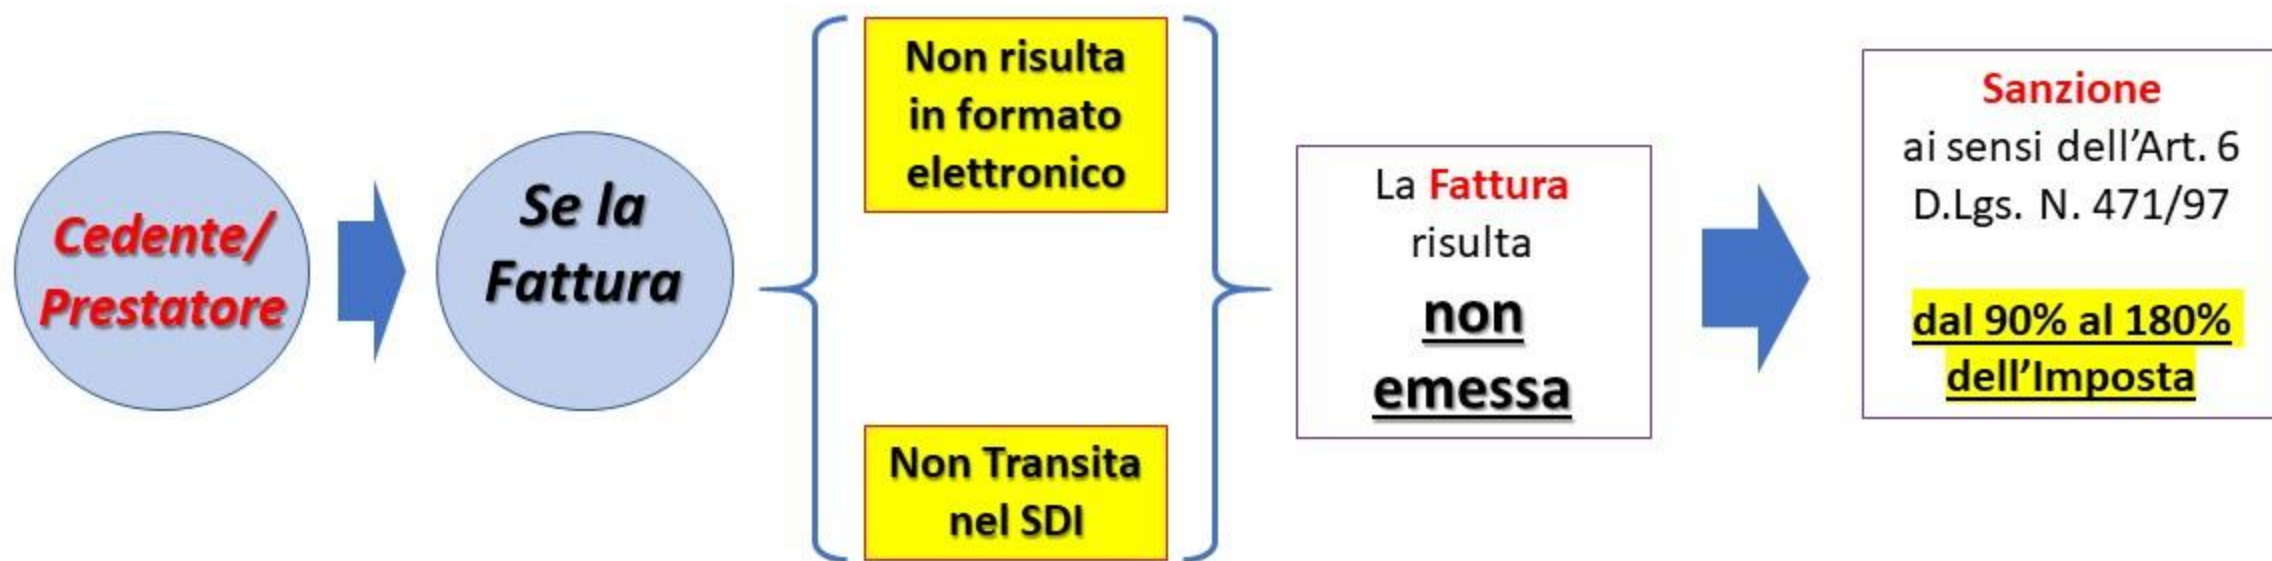 Cedente/
Prestatore
Se la
Fattura
Non risulta
in formato
elettronico
Non Transita
nel SDI
La Fattura
risulta
non
emessa
Sanzione
ai sensi dell’Art. 6
D.Lgs. N. 471/97
dal 90% al 180%
dell’Imposta